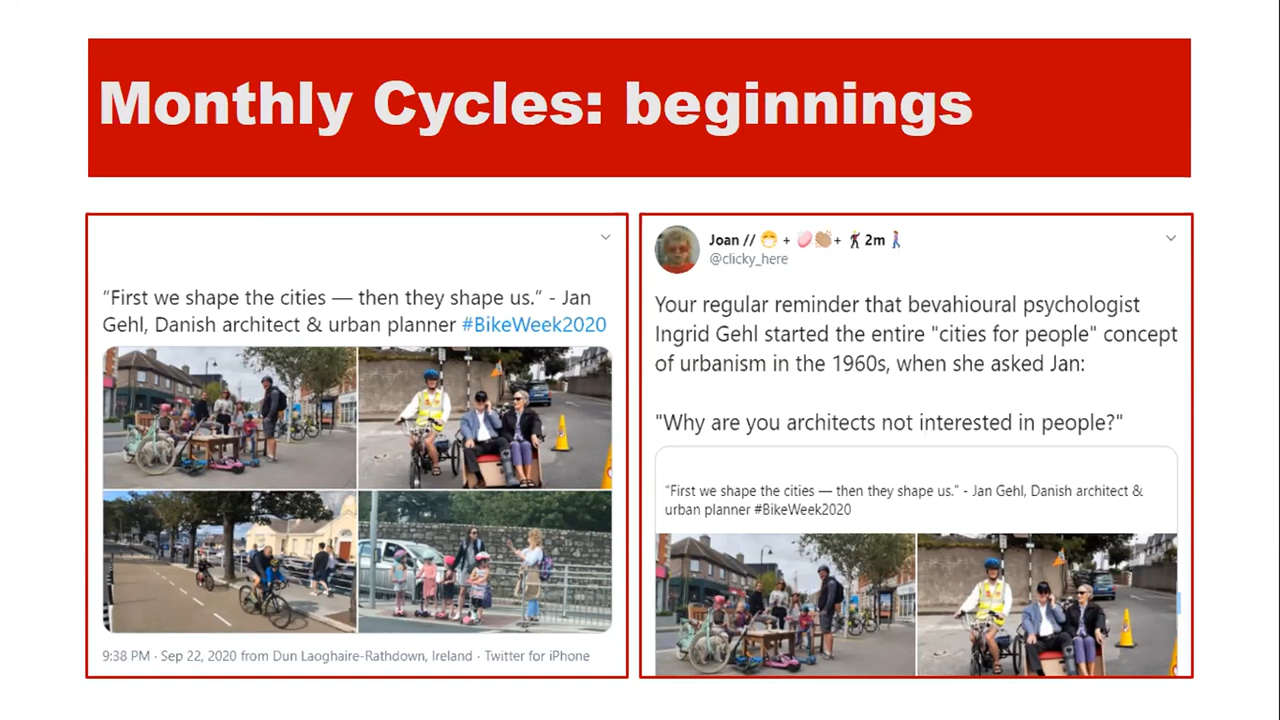 Monthly Cycles: beginnings
“First we shape the cities — then they shape us.” - Jan
Gehl, Danish architect & urban planner #BikeWeek2020
9:38 PM · Sep 22, 2020 from Dun Laoghaire-Rathdown, Ireland · Twitter for iPhone
Joan // 😷 + 🧼👏🏽+ 🕺 2m 🚶
@clicky_here
Your regular reminder that bevahioural psychologist
Ingrid Gehl started the entire "cities for people" concept
of urbanism in the 1960s, when she asked Jan:
"Why are you architects not interested in people?"
“First we shape the cities — then they shape us.” - Jan Gehl, Danish architect &
urban planner #BikeWeek2020